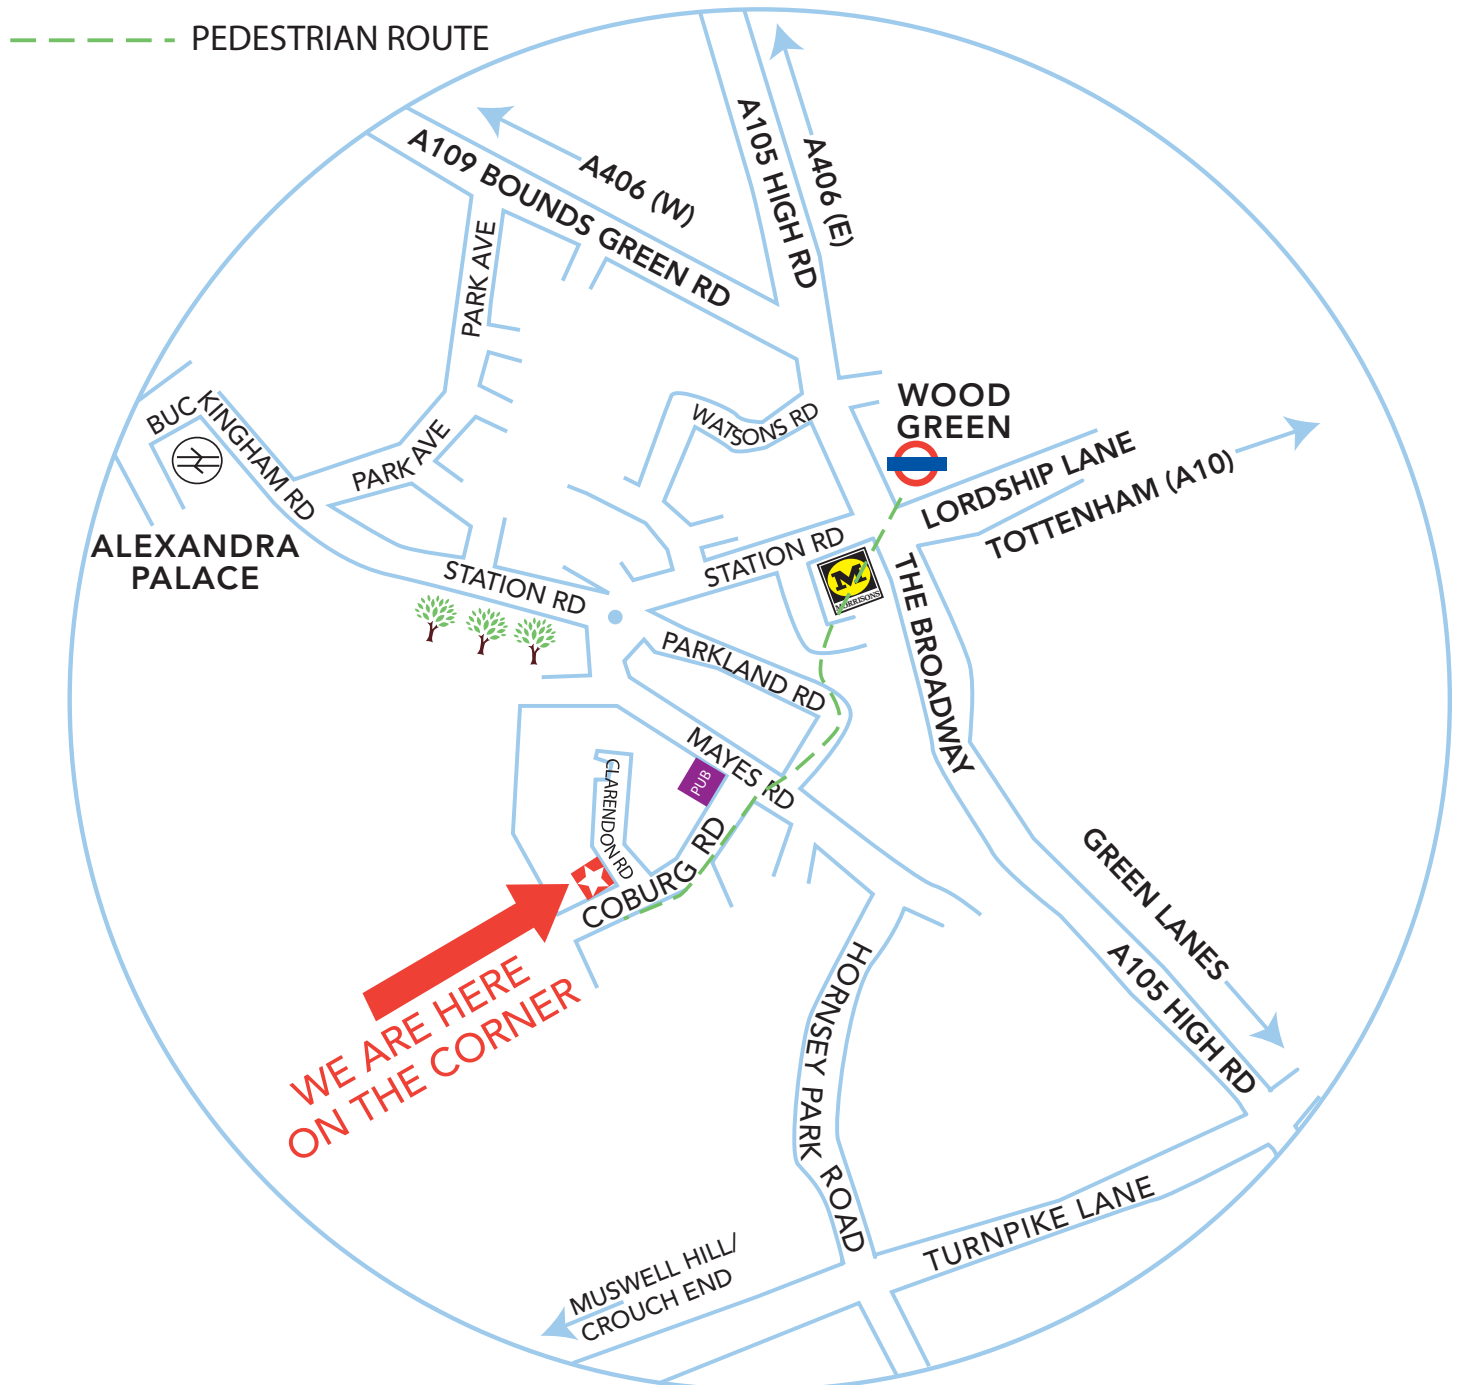 PEDESTRIAN ROUTE
A109 BOUNDS GREEN RD
A406 (W)
A105 HIGH RD
A406 (E)
PARK AVE
BUCKINGHAM RD
PARK AVE
WATSONS RD
WOOD
GREEN
LORDSHIP LANE
TOTTENHAM (A10)
ALEXANDRA
PALACE
STATION RD
STATION RD
M
MORRISONS
THE BROADWAY
PARKLAND RD
MAYES RD
PUB
CLARENDON RD
COBURG RD
WE ARE HERE
ON THE CORNER
GREEN LANES
A105 HIGH RD
HORNSEY PARK ROAD
TURNPIKE LANE
MUSWELL HILL/
CROUCH END